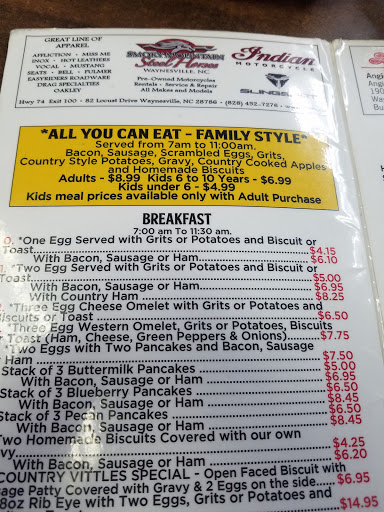 GREAT LINE OF
APPAREL
AFFLICTION • MISS ME
INOX • HOT LEATHERS
VOCAL • MUSTANG
SEATS • BELL • FULMER
EASYRIDERS ROADWARE
DRAG SPECIALTIES
OAKLEY
SMOKY MOUNTAIN
Steel Horses
WAYNESVILLE, NC
Pre-Owned Motorcycles
Rentals • Service & Repair
All Makes and Models
Indian
MOTORCYCLE
SLINGSHOT
Hwy 74 Exit 100 • 82 Locust Drive Waynesville, NC 28786 • (828) 452-7276 •
*ALL YOU CAN EAT - FAMILY STYLE*
Served from 7am to 11:00am.
Bacon, Sausage, Scrambled Eggs, Grits,
Country Style Potatoes, Gravy, Country Cooked Apples
and Homemade Biscuits
Adults - $8.99 Kids 6 to 10 Years - $6.99
Kids under 6 - $4.99
Kids meal prices available only with Adult Purchase
BREAKFAST
7:00 am To 11:30 am.
*One Egg Served with Grits or Potatoes and Biscuit or
Toast $4.15
With Bacon, Sausage or Ham $6.10
*Two Egg Served with Grits or Potatoes and Biscuit or
Toast $5.00
With Bacon, Sausage or Ham $6.95
With Country Ham $8.25
*Three Egg Cheese Omelet with Grits or Potatoes and
Biscuits or Toast $6.50
*Three Egg Western Omelet, Grits or Potatoes, Biscuits
Toast (Ham, Cheese, Green Peppers & Onions) $7.75
*Two Eggs with Two Pancakes and Bacon, Sausage
Ham $7.50
Stack of 3 Buttermilk Pancakes $5.00
With Bacon, Sausage or Ham $6.95
Stack of 3 Blueberry Pancakes $6.50
With Bacon, Sausage or Ham $8.45
Stack of 3 Pecan Pancakes $6.50
With Bacon, Sausage or Ham $8.45
Two Homemade Biscuits Covered with our own
$4.25
With Bacon, Sausage or Ham $6.20
COUNTRY VITTLES SPECIAL - Open Faced Biscuit with
Patty Covered with Gravy & 2 Eggs on the side $6.95
8oz Rib Eye with Two Eggs, Grits or Potatoes and
$14.95